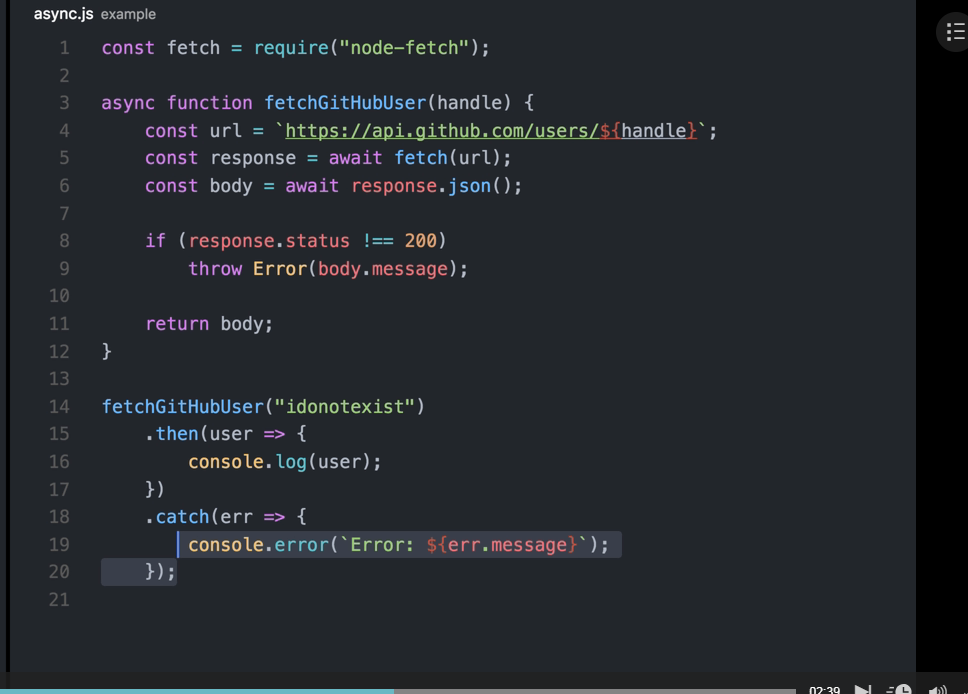 async.js example
1 const fetch = require("node-fetch");
2
3 async function fetchGitHubUser(handle) {
4     const url = `https://api.github.com/users/${handle}`;
5     const response = await fetch(url);
6     const body = await response.json();
7
8     if (response.status !== 200)
9         throw Error(body.message);
10
11     return body;
12 }
13
14 fetchGitHubUser("idonotexist")
15     .then(user => {
16         console.log(user);
17     })
18     .catch(err => {
19         console.error(`Error: ${err.message}`);
20     });
21
02:39